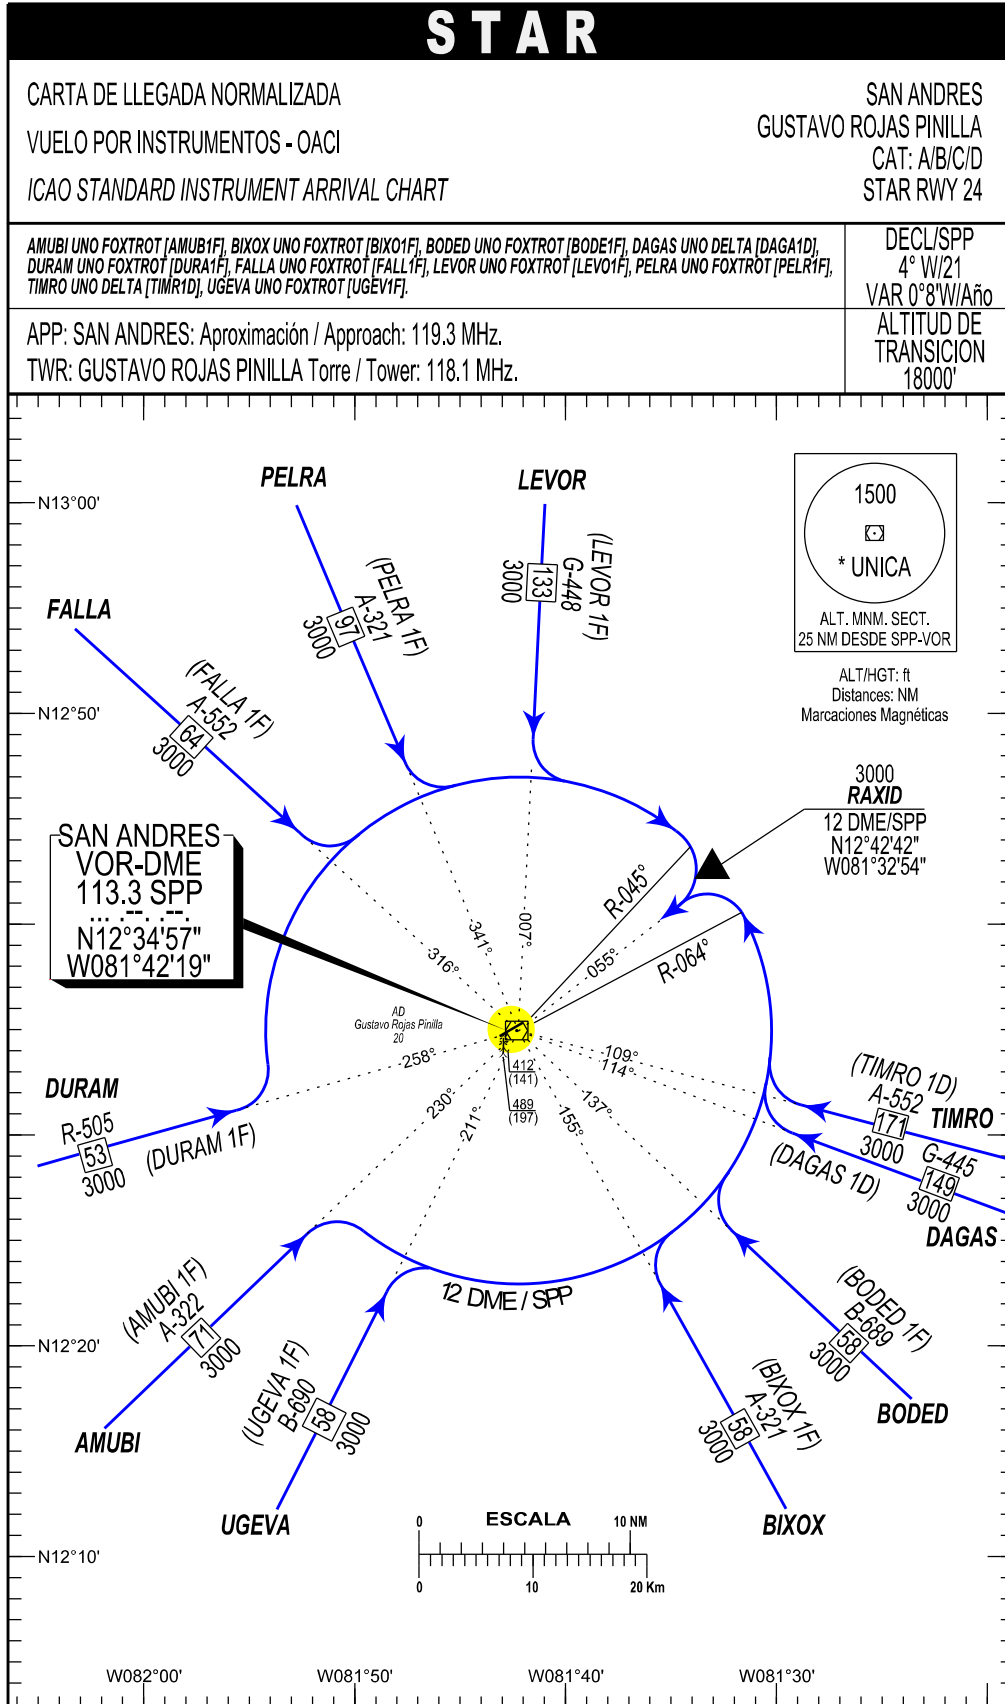 STAR
CARTA DE LLEGADA NORMALIZADA
VUELO POR INSTRUMENTOS - OACI
ICAO STANDARD INSTRUMENT ARRIVAL CHART
SAN ANDRES
GUSTAVO ROJAS PINILLA
CAT: A/B/C/D
STAR RWY 24
AMUBI UNO FOXTROT [AMUB1F], BIXOX UNO FOXTROT [BIXO1F], BODED UNO FOXTROT [BODE1F], DAGAS UNO DELTA [DAGA1D],
DURAM UNO FOXTROT [DURA1F], FALLA UNO FOXTROT [FALL1F], LEVOR UNO FOXTROT [LEVO1F], PELRA UNO FOXTROT [PELR1F],
TIMRO UNO DELTA [TIMR1D], UGEVA UNO FOXTROT [UGEV1F].
DECL/SPP
4° W/21
VAR 0°8'W/Año
APP: SAN ANDRES: Aproximación / Approach: 119.3 MHz.
TWR: GUSTAVO ROJAS PINILLA Torre / Tower: 118.1 MHz.
ALTITUD DE
TRANSICION
18000'
PELRA
LEVOR
N13°00'
1500
* UNICA
ALT. MNM. SECT.
25 NM DESDE SPP-VOR
ALT/HGT: ft
Distances: NM
Marcaciones Magnéticas
(PELRA 1F)
A-321
97
3000
(LEVOR 1F)
G-448
133
3000
FALLA
(FALLA 1F)
A-552
64
3000
N12°50'
3000
RAXID
12 DME/SPP
N12°42'42"
W081°32'54"
SAN ANDRES
VOR-DME
113.3 SPP
... .--. .--.
N12°34'57"
W081°42'19"
R-045°
R-064°
316°
341°
007°
055°
AD
Gustavo Rojas Pinilla
20
412
(141)
489
(197)
258°
230°
211°
155°
137°
109°
114°
DURAM
R-505
53
3000
(DURAM 1F)
(TIMRO 1D)
A-552
171
3000
TIMRO
(DAGAS 1D)
G-445
149
3000
DAGAS
12 DME / SPP
(AMUBI 1F)
A-322
71
3000
AMUBI
N12°20'
(UGEVA 1F)
B-690
58
3000
UGEVA
(BIXOX 1F)
A-321
58
3000
BIXOX
(BODED 1F)
B-689
58
3000
BODED
0 ESCALA 10 NM
0 10 20 Km
N12°10'
W082°00' W081°50' W081°40' W081°30'